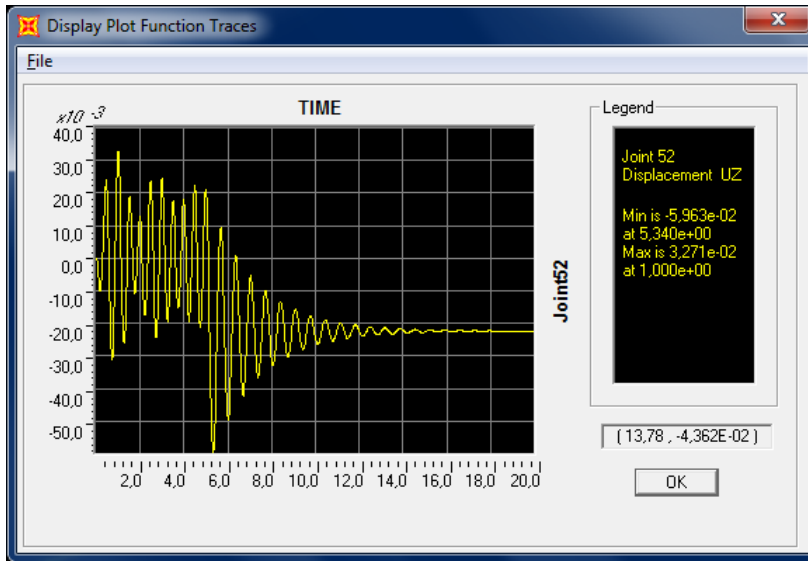 Display Plot Function Traces
File
TIME
x10 -3
40,0
30,0
20,0
10,0
0,0
-10,0
-20,0
-30,0
-40,0
-50,0
2,0 4,0 6,0 8,0 10,0 12,0 14,0 16,0 18,0 20,0
Joint52
Legend
Joint 52
Displacement UZ
Min is -5,963e-02
at 5,340e+00
Max is 3,271e-02
at 1,000e+00
( 13,78 , -4,362E-02 )
OK